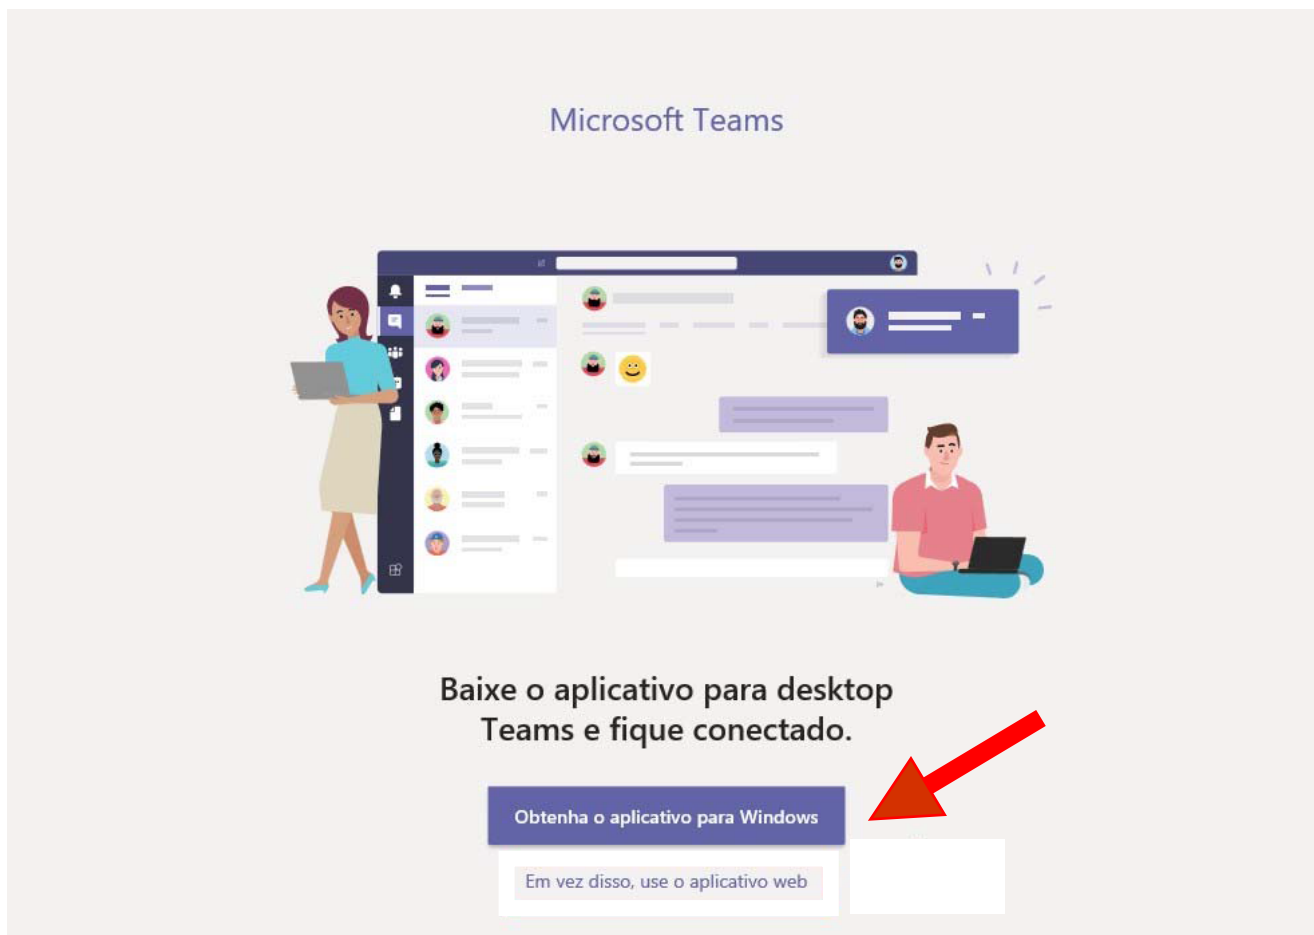 Microsoft Teams
Baixe o aplicativo para desktop
Teams e fique conectado.
Obtenha o aplicativo para Windows
Em vez disso, use o aplicativo web